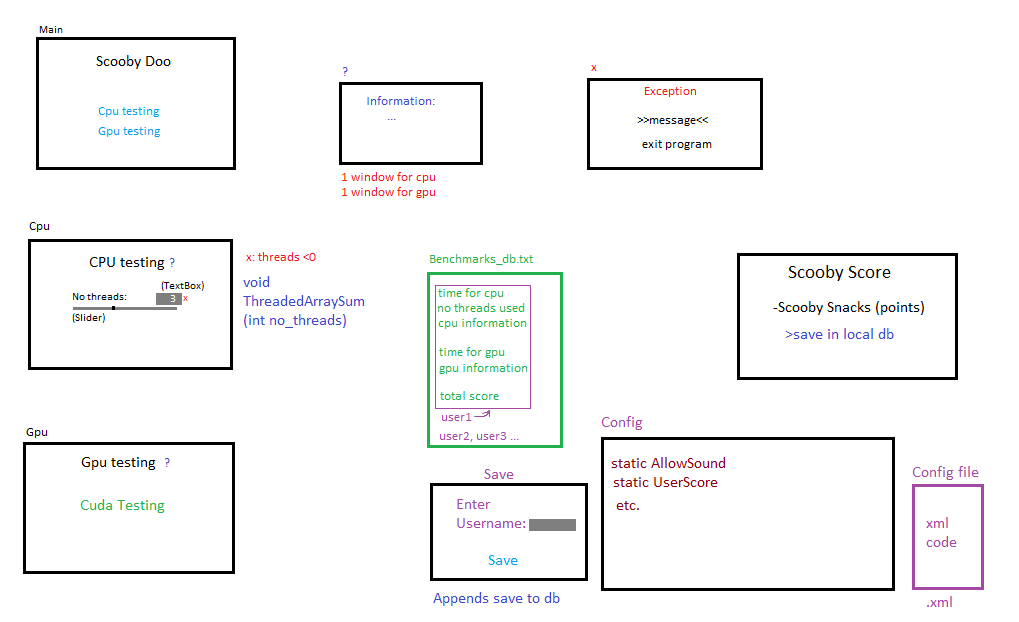 Main
Scooby Doo
Cpu testing
Gpu testing
?
Information:
...
1 window for cpu
1 window for gpu
x
Exception
>>message<<
exit program
Cpu
CPU testing ?
(TextBox)
No threads: 3 x
(Slider)
x: threads <0
void
ThreadedArraySum
(int no_threads)
Benchmarks_db.txt
time for cpu
no threads used
cpu information
time for gpu
gpu information
total score
user1
user2, user3 ...
Scooby Score
-Scooby Snacks (points)
>save in local db
Gpu
Gpu testing ?
Cuda Testing
Save
Enter
Username:
Save
Appends save to db
Config
static AllowSound
static UserScore
etc.
Config file
xml
code
.xml